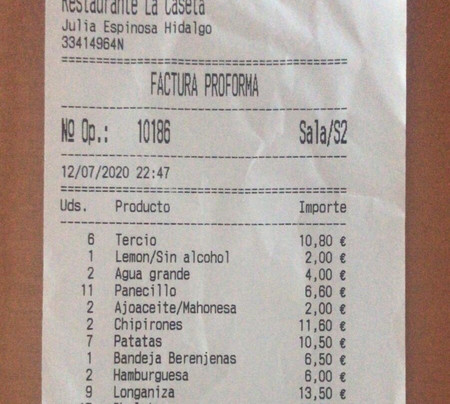 Restaurante La Caseta
Julia Espinosa Hidalgo
33414964N
FACTURA PROFORMA
Nº Op.: 10186 Sala/S2
12/07/2020 22:47
Uds. Producto Importe
6 Tercio 10,80 €
1 Lemon/Sin alcohol 2,00 €
2 Agua grande 4,00 €
11 Panecillo 6,60 €
2 Ajoaceite/Mahonesa 2,00 €
2 Chipirones 11,60 €
7 Patatas 10,50 €
1 Bandeja Berenjenas 6,50 €
2 Hamburguesa 6,00 €
9 Longaniza 13,50 €